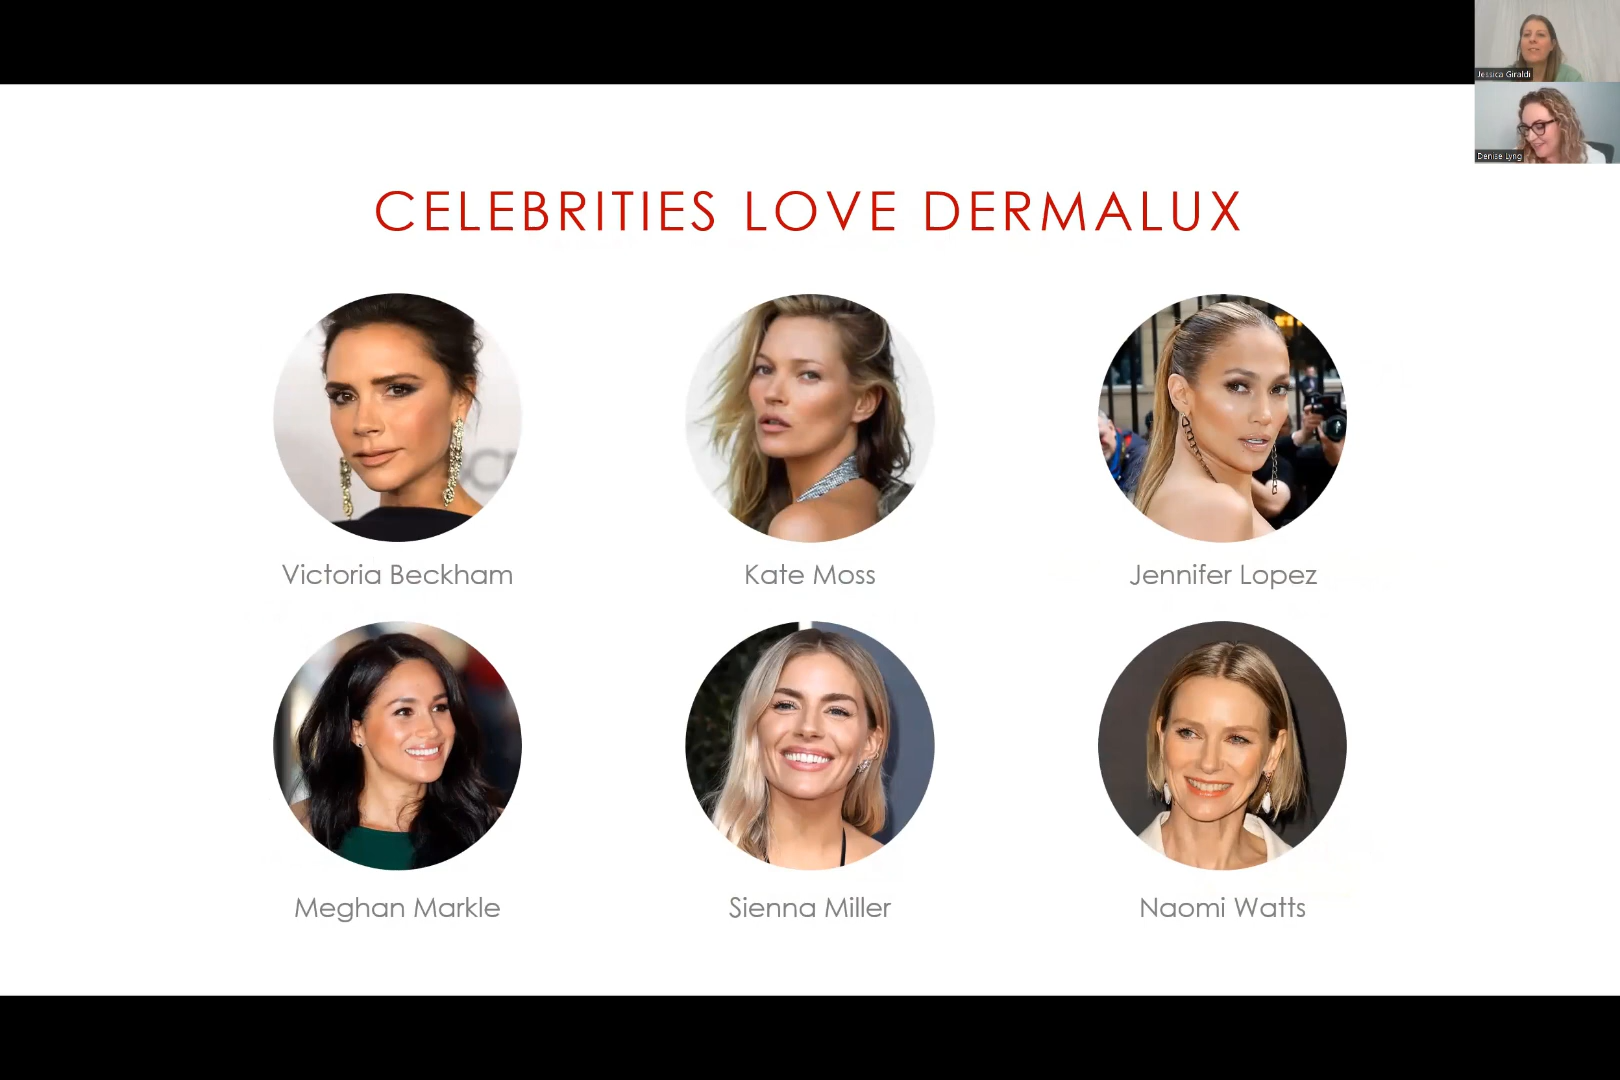 Jessica Giraldi
Denise Lyng
CELEBRITIES LOVE DERMALUX
Victoria Beckham
Kate Moss
Jennifer Lopez
Meghan Markle
Sienna Miller
Naomi Watts